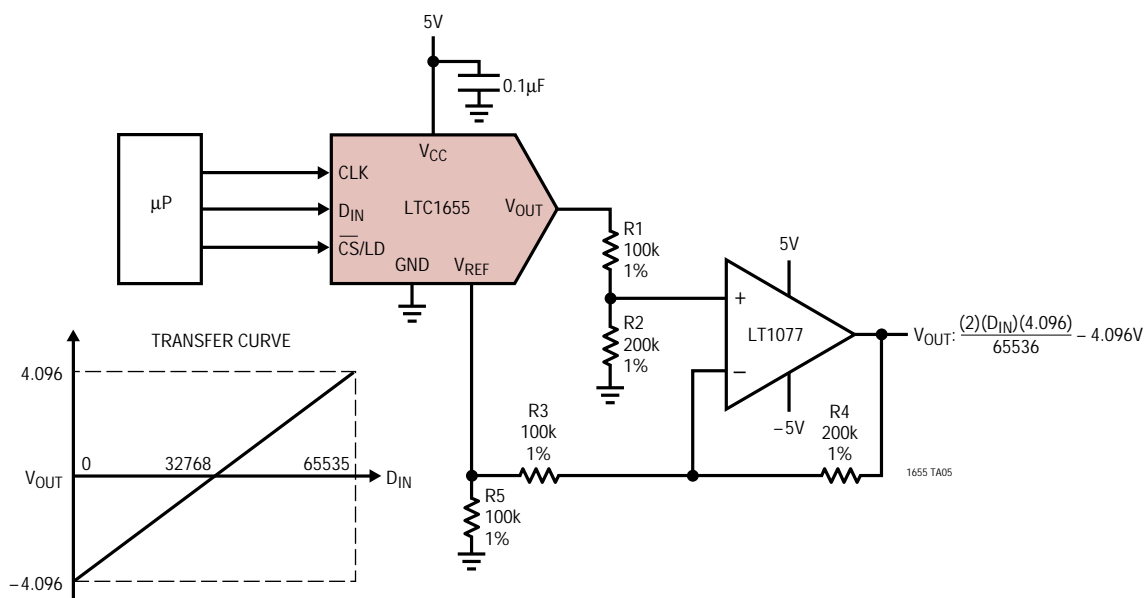 5V
0.1µF
µP
CLK
DIN
CS/LD
VCC
LTC1655
VOUT
GND
VREF
R1
100k
1%
R2
200k
1%
5V
+
LT1077
−
−5V
VOUT: (2)(DIN)(4.096)/65536 − 4.096V
R3
100k
1%
R4
200k
1%
R5
100k
1%
1655 TA05
TRANSFER CURVE
4.096
0
32768
65535
VOUT
DIN
−4.096